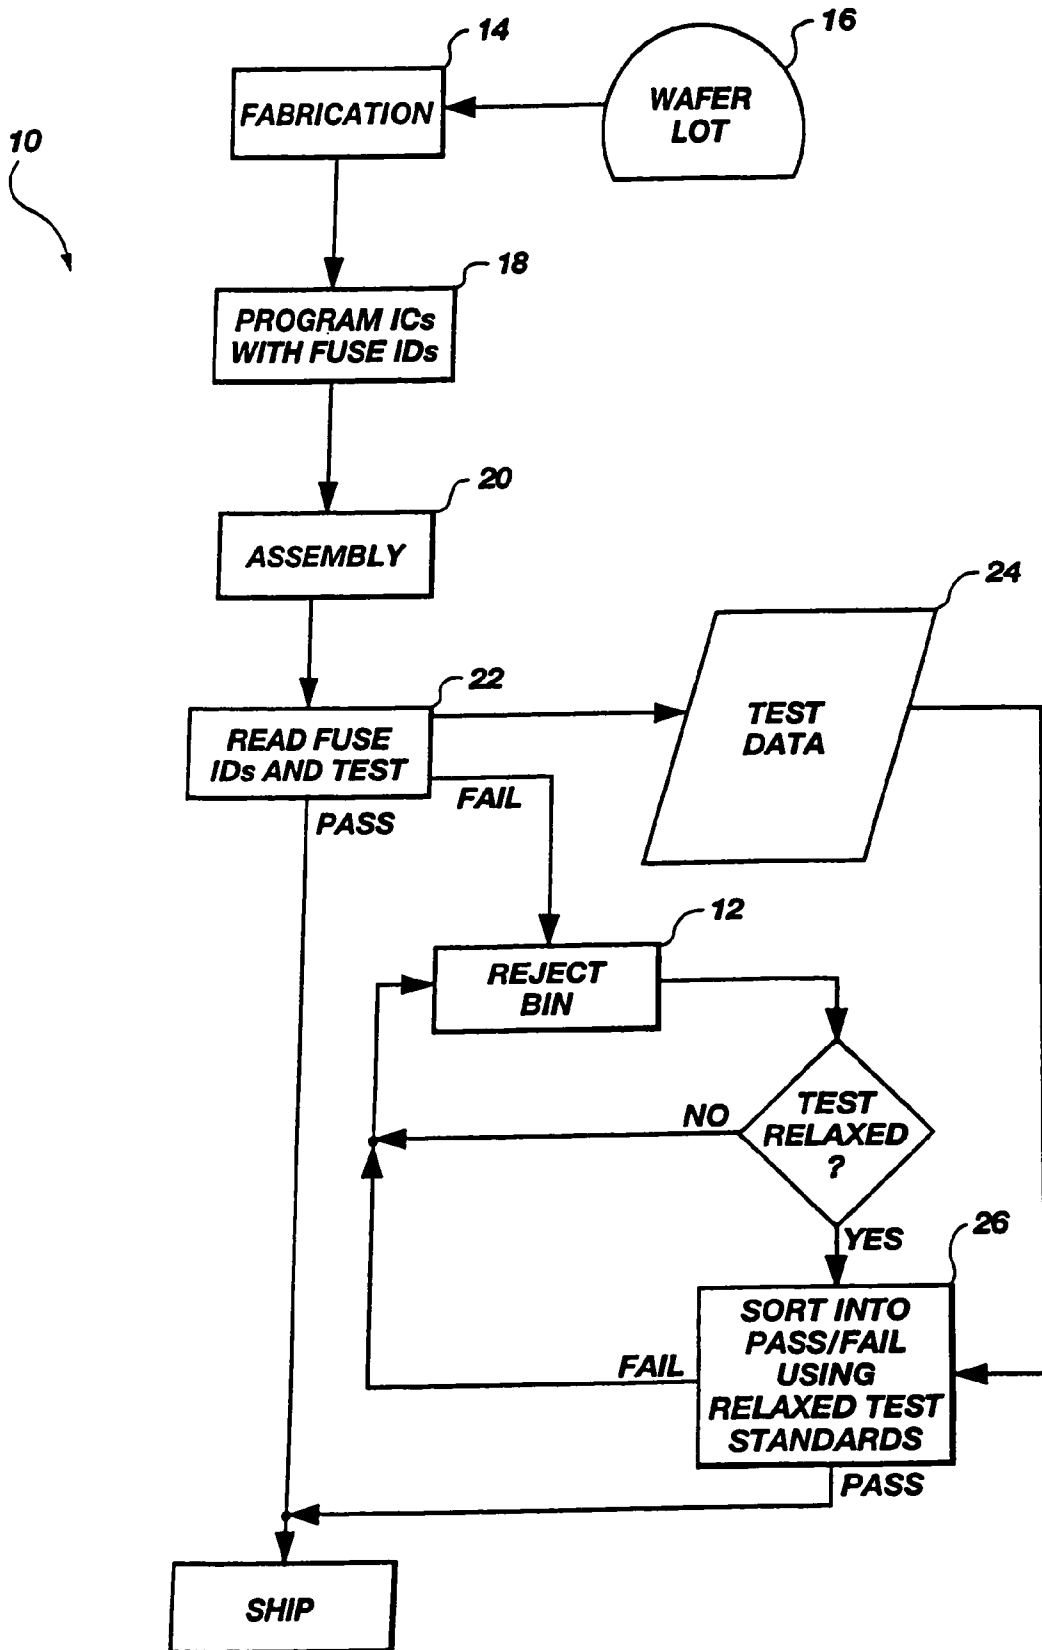 14
16
FABRICATION
WAFER
LOT
10
18
PROGRAM ICs
WITH FUSE IDs
20
ASSEMBLY
24
22
READ FUSE
IDs AND TEST
TEST
DATA
FAIL
PASS
12
REJECT
BIN
NO
TEST
RELAXED
?
YES
26
SORT INTO
PASS/FAIL
USING
RELAXED TEST
STANDARDS
FAIL
PASS
SHIP